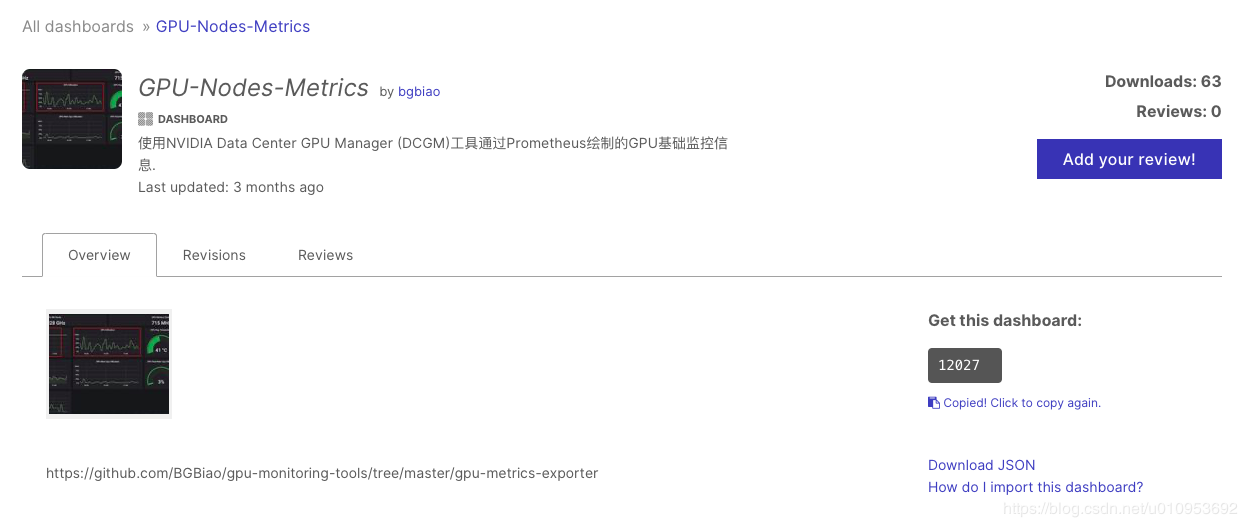 All dashboards » GPU-Nodes-Metrics
GPU-Nodes-Metrics by bgbiao
DASHBOARD
使用NVIDIA Data Center GPU Manager (DCGM)工具通过Prometheus绘制的GPU基础监控信
息.
Last updated: 3 months ago
Downloads: 63
Reviews: 0
Add your review!
Overview
Revisions
Reviews
715 MH
41 °C
3%
Get this dashboard:
12027
Copied! Click to copy again.
https://github.com/BGBiao/gpu-monitoring-tools/tree/master/gpu-metrics-exporter
Download JSON
How do I import this dashboard?
https://blog.csdn.net/u010953692